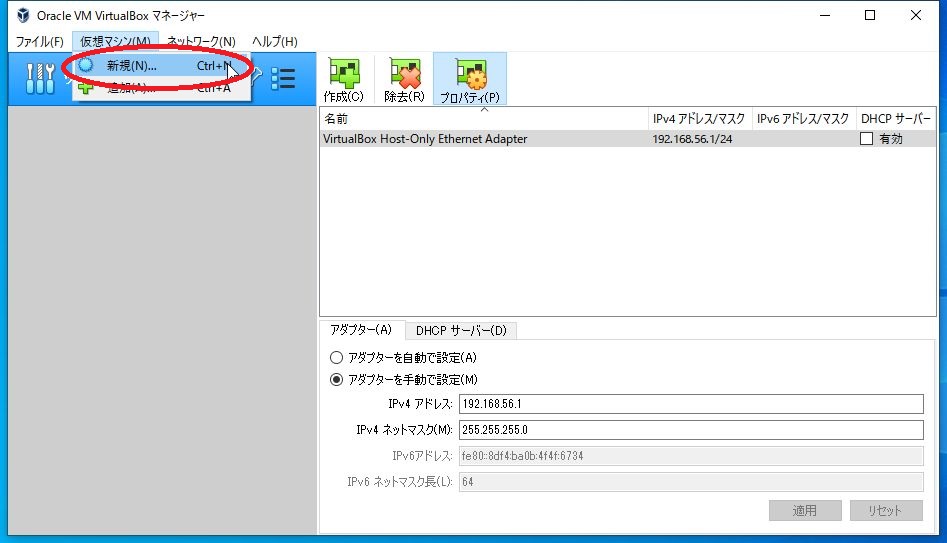 Oracle VM VirtualBox マネージャー
ファイル(F) 仮想マシン(M) ネットワーク(N) ヘルプ(H)
新規(N)... Ctrl+N
追加(A)... Ctrl+A
作成(C) 除去(R) プロパティ(P)
名前 IPv4 アドレス/マスク IPv6 アドレス/マスク DHCP サーバー
VirtualBox Host-Only Ethernet Adapter 192.168.56.1/24 有効
アダプター(A) DHCP サーバー(D)
アダプターを自動で設定(A)
アダプターを手動で設定(M)
IPv4 アドレス: 192.168.56.1
IPv4 ネットマスク(M): 255.255.255.0
IPv6アドレス: fe80::8df4:ba0b:4f4f:6734
IPv6 ネットマスク長(L): 64
適用 リセット